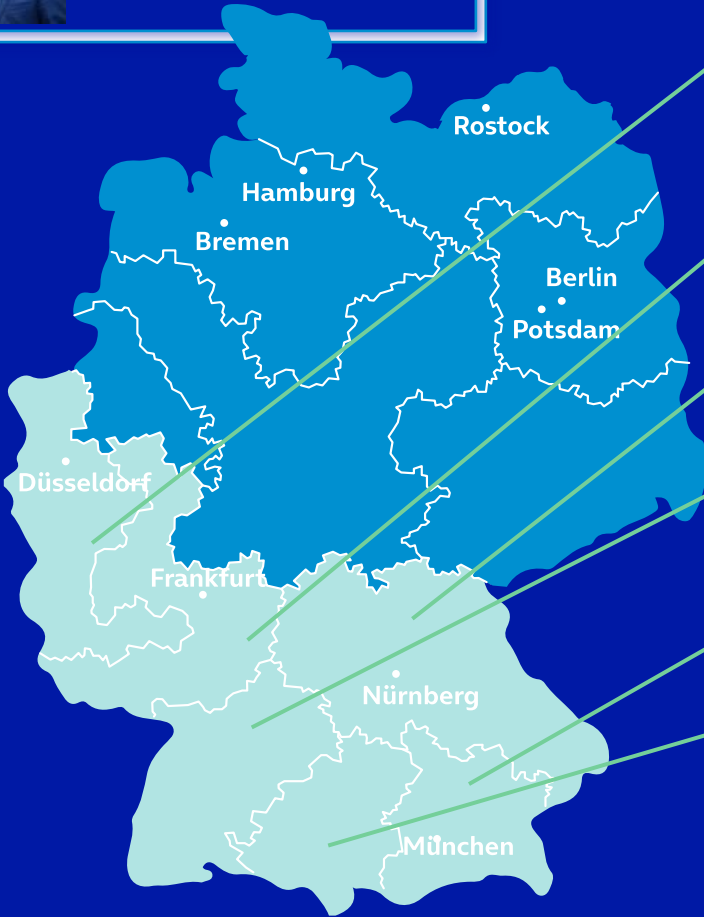 Rostock
Hamburg
Bremen
Berlin
Potsdam
Düsseldorf
Frankfurt
Nürnberg
München